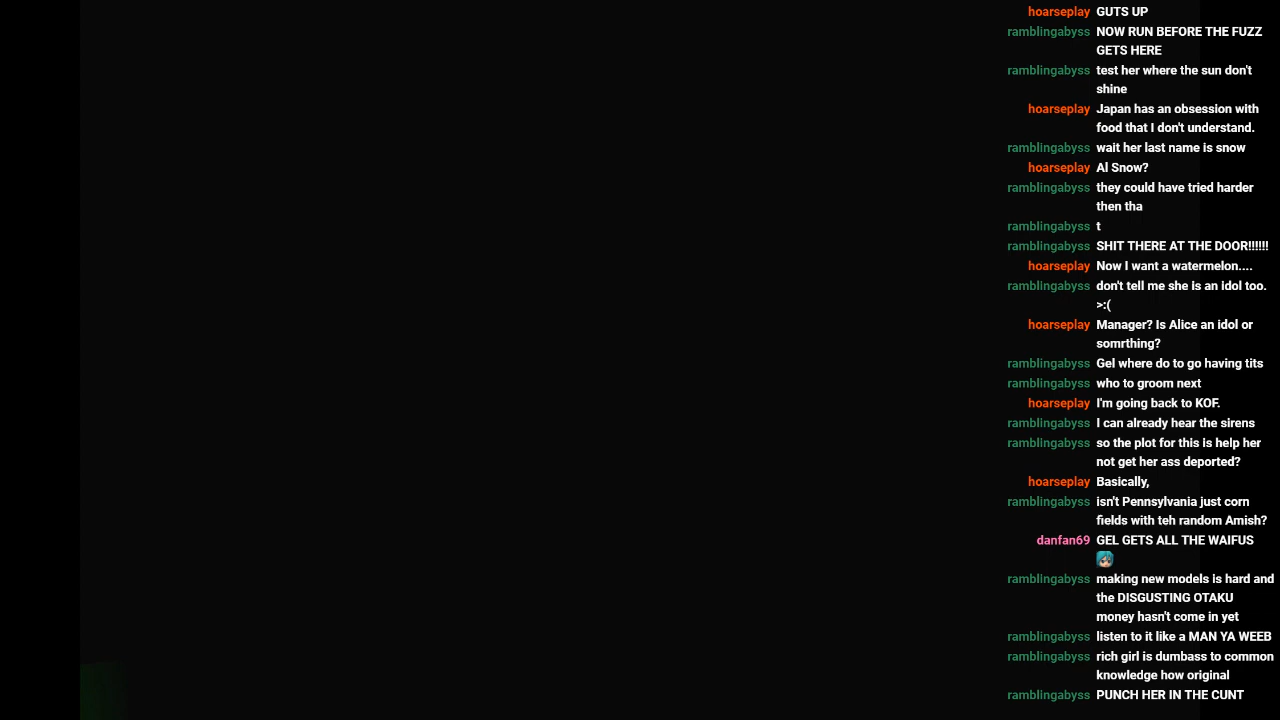 hoarseplay GUTS UP
ramblingabyss NOW RUN BEFORE THE FUZZ
GETS HERE
ramblingabyss test her where the sun don't
shine
hoarseplay Japan has an obsession with
food that I don't understand.
ramblingabyss wait her last name is snow
hoarseplay Al Snow?
ramblingabyss they could have tried harder
then tha
ramblingabyss t
ramblingabyss SHIT THERE AT THE DOOR!!!!!!
hoarseplay Now I want a watermelon....
ramblingabyss don't tell me she is an idol too.
>:(
hoarseplay Manager? Is Alice an idol or
somrthing?
ramblingabyss Gel where do to go having tits
ramblingabyss who to groom next
hoarseplay I'm going back to KOF.
ramblingabyss I can already hear the sirens
ramblingabyss so the plot for this is help her
not get her ass deported?
hoarseplay Basically,
ramblingabyss isn't Pennsylvania just corn
fields with teh random Amish?
danfan69 GEL GETS ALL THE WAIFUS
ramblingabyss making new models is hard and
the DISGUSTING OTAKU
money hasn't come in yet
ramblingabyss listen to it like a MAN YA WEEB
ramblingabyss rich girl is dumbass to common
knowledge how original
ramblingabyss PUNCH HER IN THE CUNT